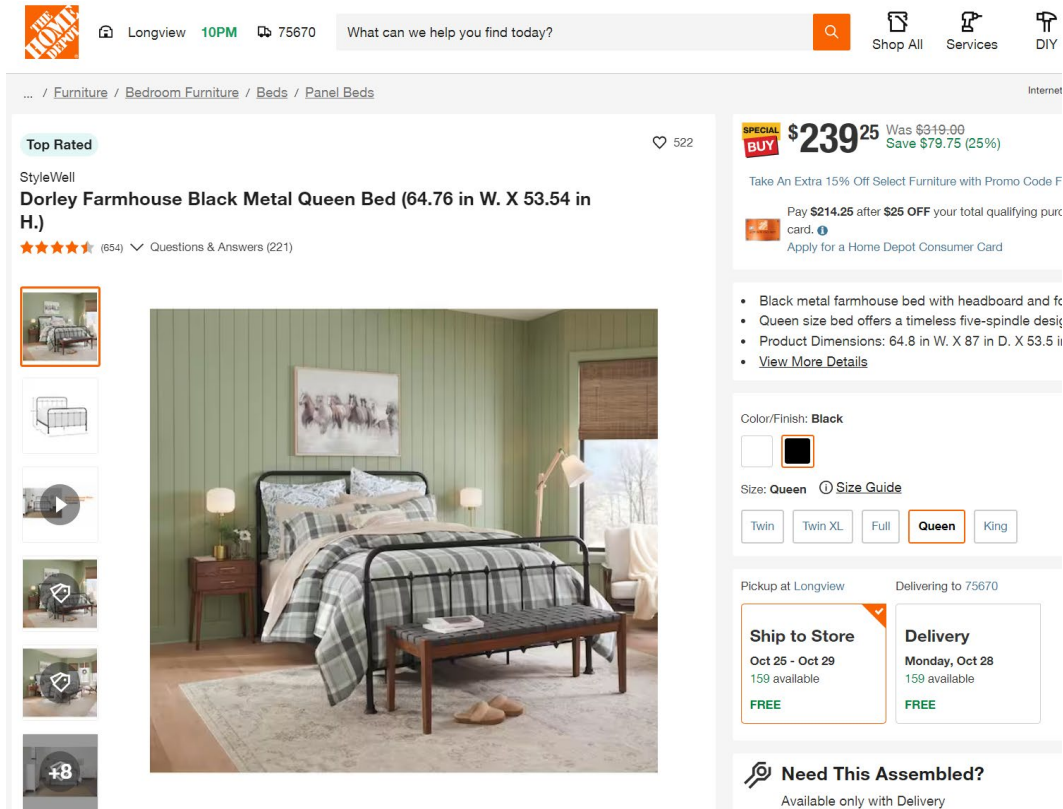 THE
HOME
DEPOT
Longview 10PM 75670 What can we help you find today?
Shop All Services DIY
... / Furniture / Bedroom Furniture / Beds / Panel Beds
Internet
Top Rated
522
StyleWell
Dorley Farmhouse Black Metal Queen Bed (64.76 in W. X 53.54 in
H.)
(654) Questions & Answers (221)
+8
SPECIAL
BUY
$23925 Was $319.00
Save $79.75 (25%)
Take An Extra 15% Off Select Furniture with Promo Code F
Pay $214.25 after $25 OFF your total qualifying purc
card.
Apply for a Home Depot Consumer Card
• Black metal farmhouse bed with headboard and fo
• Queen size bed offers a timeless five-spindle desig
• Product Dimensions: 64.8 in W. X 87 in D. X 53.5 i
• View More Details
Color/Finish: Black
Size: Queen Size Guide
Twin Twin XL Full Queen King
Pickup at Longview Delivering to 75670
Ship to Store
Oct 25 - Oct 29
159 available
FREE
Delivery
Monday, Oct 28
159 available
FREE
Need This Assembled?
Available only with Delivery